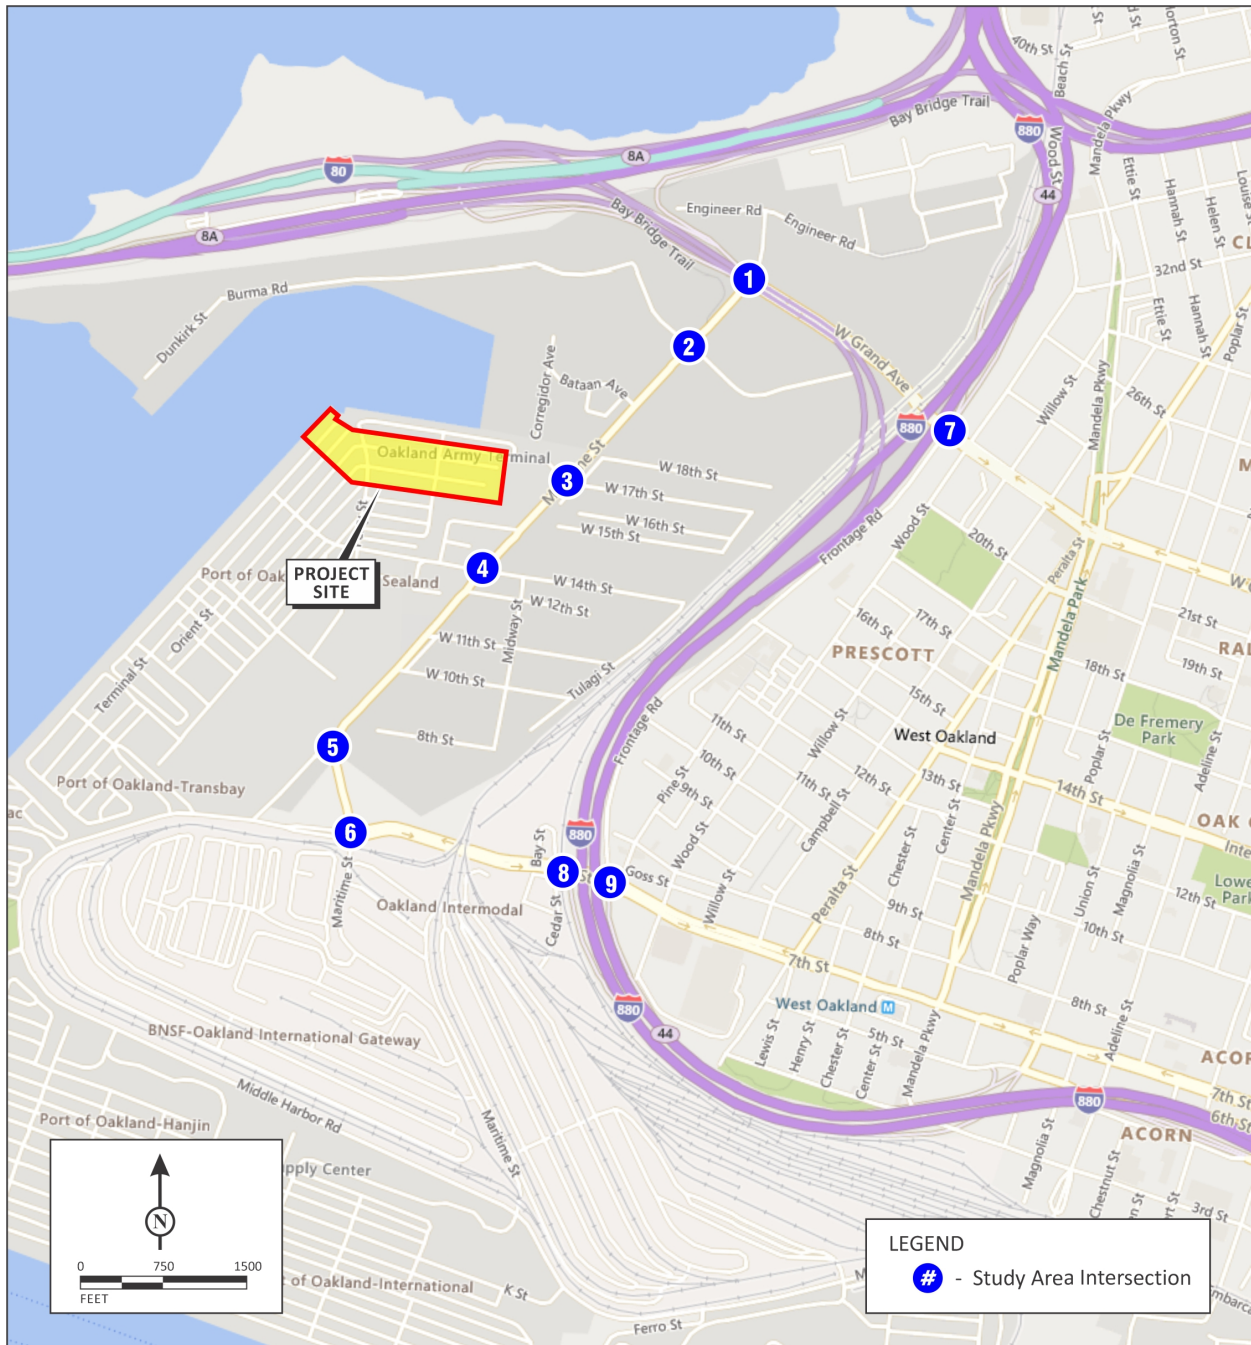 40th St
Beach St
Horton St
Mandela Pkwy
Bay Bridge Trail
880
Wood St
Ettie St
Hannah St
Helen St
Louise St
80
8A
44
8A
Engineer Rd
Engineer Rd
Bay Bridge Trail
32nd St
Ettie St
Hannah St
Poplar St
1
Burma Rd
Dunkirk St
2
W Grand Ave
Corregidor Ave
Bataan Ave
Willow St
Mandela Pkwy
26th St
880
7
Oakland Army Terminal
W 18th St
3
W 17th St
W 16th St
W 15th St
Frontage Rd
Wood St
20th St
Peralta St
PROJECT
SITE
4
Sealand
W 14th St
W 12th St
Orient St
Terminal St
W 11th St
Midway St
W 10th St
Tulagi St
8th St
5
Frontage Rd
16th St
17th St
PRESCOTT
15th St
West Oakland
Mandela Park
18th St
21st St
19th St
De Fremery
Park
Poplar St
Adeline St
Port of Oakland-Transbay
11th St
10th St
Willow St
Pine St
9th St
11th St
12th St
13th St
14th St
Campbell St
Center St
Mandela Pkwy
6
880
Bay St
8
9
Goss St
Wood St
Willow St
Chester St
Peralta St
Maritime St
Oakland Intermodal
Cedar St
9th St
8th St
7th St
Union St
Magnolia St
12th St
10th St
Poplar Way
BNSF-Oakland International Gateway
880
44
West Oakland M
Lewis St
Henry St
Chester St
Center St
5th St
Mandela Pkwy
8th St
Adeline St
Middle Harbor Rd
Port of Oakland-Hanjin
Maritime St
880
7th St
6th St
ACORN
Magnolia St
Chestnut St
3rd St
N
0 750 1500
FEET
of Oakland-International
K St
Ferro St
LEGEND
# - Study Area Intersection